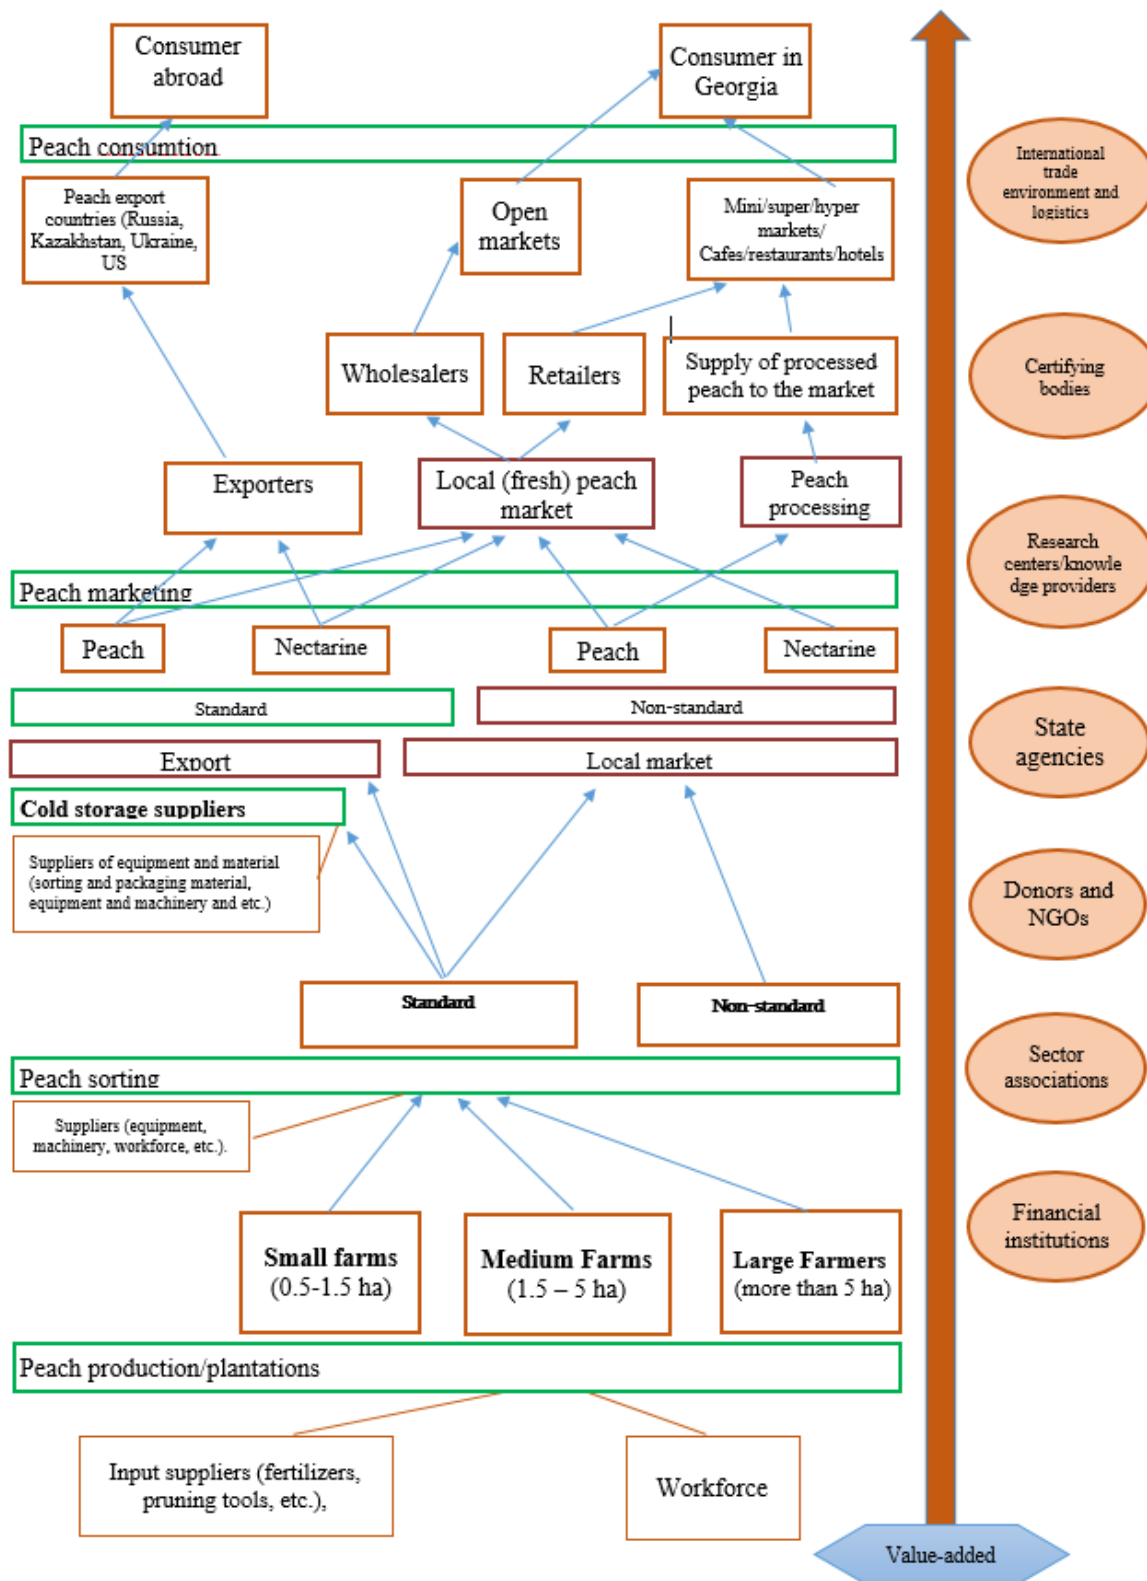 Consumer
abroad
Consumer in
Georgia
Peach consumtion
Peach export
countries (Russia,
Kazakhstan, Ukraine,
US
Open
markets
Mini/super/hyper
markets/
Cafes/restaurants/hotels
International
trade
environment and
logistics
Wholesalers
Retailers
Supply of processed
peach to the market
Certifying
bodies
Exporters
Local (fresh) peach
market
Peach
processing
Research
centers/knowle
dge providers
Peach marketing
Peach
Nectarine
Peach
Nectarine
Standard
Non-standard
State
agencies
Export
Local market
Cold storage suppliers
Suppliers of equipment and material
(sorting and packaging material,
equipment and machinery and etc.)
Donors and
NGOs
Standard
Non-standard
Sector
associations
Peach sorting
Suppliers (equipment,
machinery, workforce, etc.).
Small farms
(0.5-1.5 ha)
Medium Farms
(1.5 – 5 ha)
Large Farmers
(more than 5 ha)
Financial
institutions
Peach production/plantations
Input suppliers (fertilizers,
pruning tools, etc.),
Workforce
Value-added